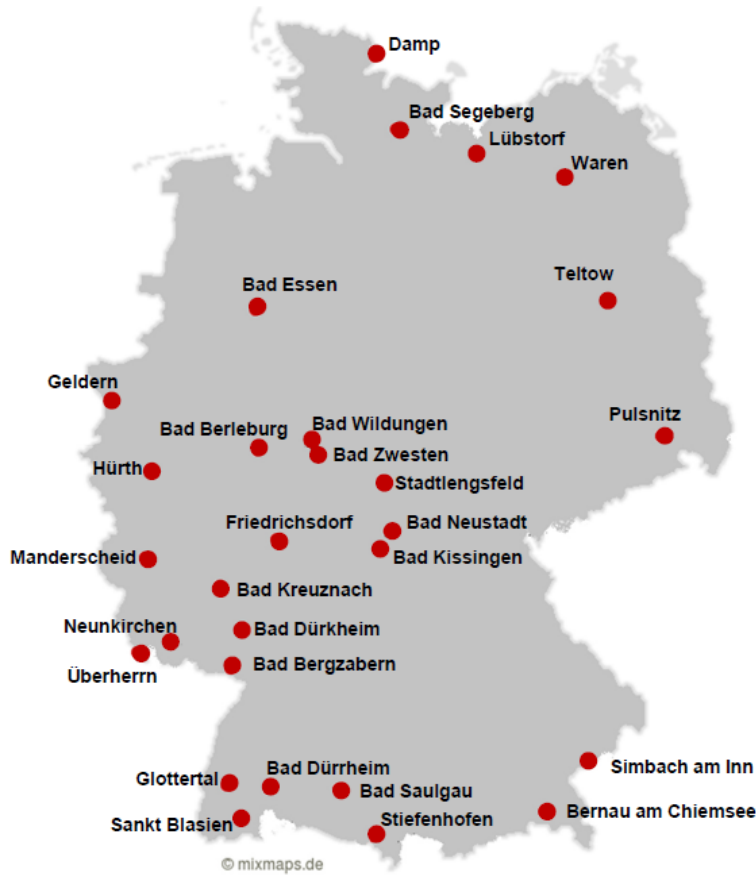 Damp
Bad Segeberg
Lübstorf
Waren
Teltow
Bad Essen
Geldern
Pulsnitz
Bad Wildungen
Bad Berleburg
Bad Zwesten
Hürth
Stadtlengsfeld
Friedrichsdorf
Bad Neustadt
Bad Kissingen
Manderscheid
Bad Kreuznach
Neunkirchen
Bad Dürkheim
Bad Bergzabern
Überherrn
Simbach am Inn
Bad Dürrheim
Glottertal
Bad Saulgau
Bernau am Chiemsee
Stiefenhofen
Sankt Blasien
© mixmaps.de